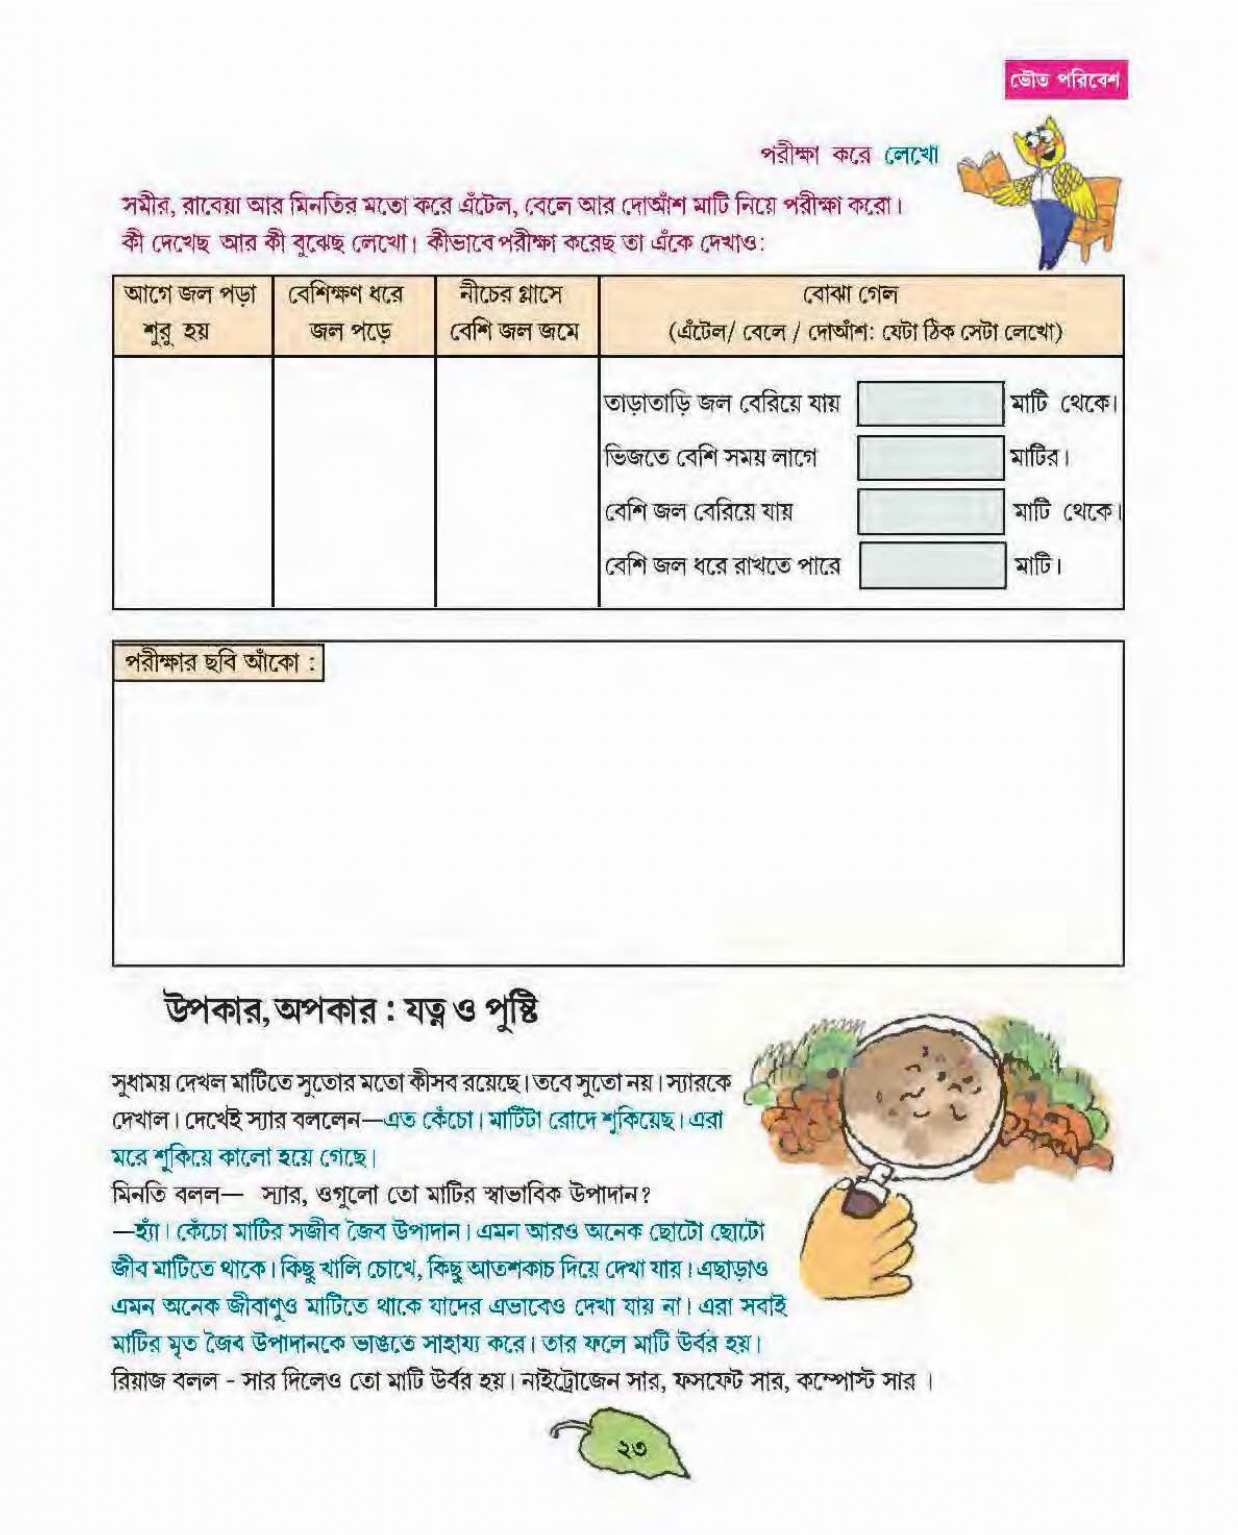 ভৌত পরিবেশ
পরীক্ষা করে লেখো
সমীর, রাবেয়া আর মিনতির মতো করে এঁটেল, বেলে আর দোআঁশ মাটি নিয়ে পরীক্ষা করো।
কী দেখেছ আর কী বুঝেছ লেখো। কীভাবে পরীক্ষা করেছ তা এঁকে দেখাও:
আগে জল পড়া শুরু হয়
বেশিক্ষণ ধরে জল পড়ে
নীচের গ্লাসে বেশি জল জমে
বোঝা গেল
(এঁটেল/ বেলে / দোআঁশ: যেটা ঠিক সেটা লেখো)
তাড়াতাড়ি জল বেরিয়ে যায় মাটি থেকে।
ভিজতে বেশি সময় লাগে মাটির।
বেশি জল বেরিয়ে যায় মাটি থেকে।
বেশি জল ধরে রাখতে পারে মাটি।
পরীক্ষার ছবি আঁকো :
উপকার, অপকার : যত্ন ও পুষ্টি
সুধাময় দেখল মাটিতে সুতোর মতো কীসব রয়েছে। তবে সুতো নয়। স্যারকে
দেখাল। দেখেই স্যার বললেন—এত কেঁচো। মাটিটা রোদে শুকিয়েছ। এরা
মরে শুকিয়ে কালো হয়ে গেছে।
মিনতি বলল— স্যার, ওগুলো তো মাটির স্বাভাবিক উপাদান?
—হ্যাঁ। কেঁচো মাটির সজীব জৈব উপাদান। এমন আরও অনেক ছোটো ছোটো
জীব মাটিতে থাকে। কিছু খালি চোখে, কিছু আতশকাচ দিয়ে দেখা যায়। এছাড়াও
এমন অনেক জীবাণুও মাটিতে থাকে যাদের এভাবেও দেখা যায় না। এরা সবাই
মাটির মৃত জৈব উপাদানকে ভাঙতে সাহায্য করে। তার ফলে মাটি উর্বর হয়।
রিয়াজ বলল - সার দিলেও তো মাটি উর্বর হয়। নাইট্রোজেন সার, ফসফেট সার, কম্পোস্ট সার ।
২৩